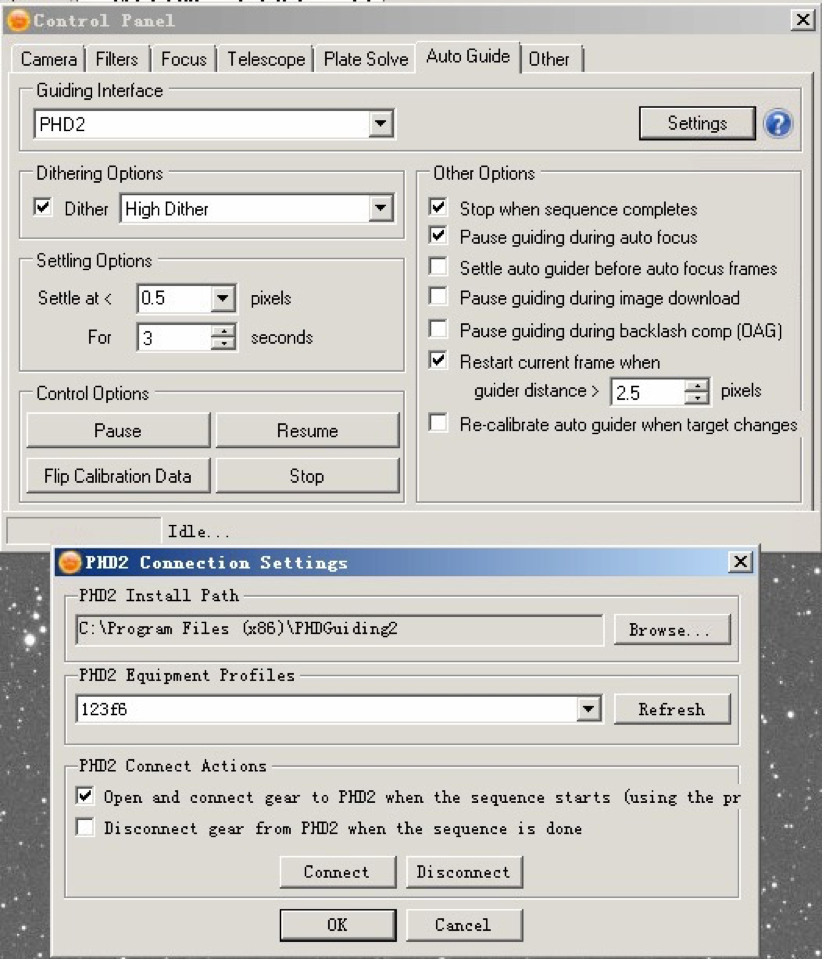 Control Panel
Camera Filters Focus Telescope Plate Solve Auto Guide Other
Guiding Interface
PHD2
Settings
Dithering Options
Dither High Dither
Settling Options
Settle at < 0.5 pixels
For 3 seconds
Control Options
Pause Resume
Flip Calibration Data Stop
Other Options
Stop when sequence completes
Pause guiding during auto focus
Settle auto guider before auto focus frames
Pause guiding during image download
Pause guiding during backlash comp (OAG)
Restart current frame when
guider distance > 2.5 pixels
Re-calibrate auto guider when target changes
Idle...
PHD2 Connection Settings
PHD2 Install Path
C:\Program Files (x86)\PHDGuiding2
Browse...
PHD2 Equipment Profiles
123f6
Refresh
PHD2 Connect Actions
Open and connect gear to PHD2 when the sequence starts (using the pr
Disconnect gear from PHD2 when the sequence is done
Connect Disconnect
OK Cancel